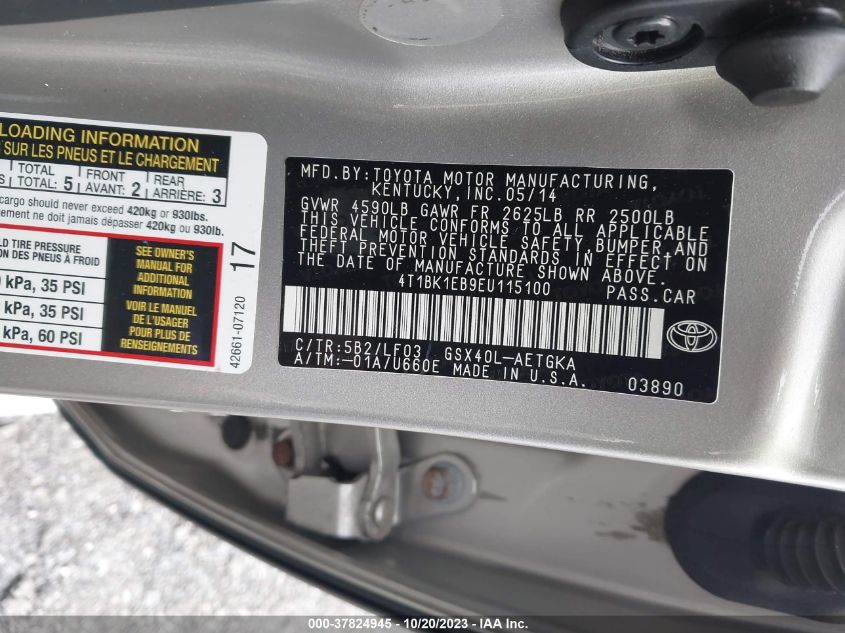 LOADING INFORMATION
SUR LES PNEUS ET LE CHARGEMENT
TOTAL FRONT REAR
TOTAL: 5 AVANT: 2 ARRIÈRE: 3
cargo should never exceed 420kg or 930lbs.
ne doit jamais dépasser 420kg ou 930lb.
LD TIRE PRESSURE
ION DES PNEUS À FROID
kPa, 35 PSI
kPa, 35 PSI
kPa, 60 PSI
SEE OWNER'S
MANUAL FOR
ADDITIONAL
INFORMATION
VOIR LE MANUEL
DE L'USAGER
POUR PLUS DE
RENSEIGNEMENTS
17
42661-07120
MFD.BY:TOYOTA MOTOR MANUFACTURING,
KENTUCKY, INC.05/14
GVWR 4590LB GAWR FR 2625LB RR 2500LB
THIS VEHICLE CONFORMS TO ALL APPLICABLE
FEDERAL MOTOR VEHICLE SAFETY,BUMPER,AND
THEFT PREVENTION STANDARDS IN EFFECT ON
THE DATE OF MANUFACTURE SHOWN ABOVE.
4T1BK1EB9EU115100 PASS.CAR
C/TR:5B2/LF03 GSX40L-AETGKA
A/TM:-01A/U660E MADE IN U.S.A. 03890
000-37824945 - 10/20/2023 - IAA Inc.